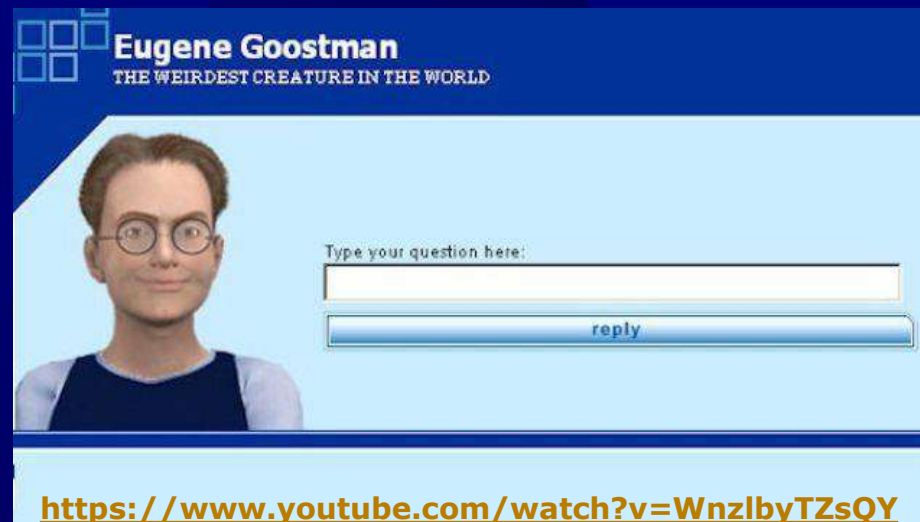 Eugene Goostman
THE WEIRDEST CREATURE IN THE WORLD
Type your question here:
reply
https://www.youtube.com/watch?v=WnzlbyTZsQY